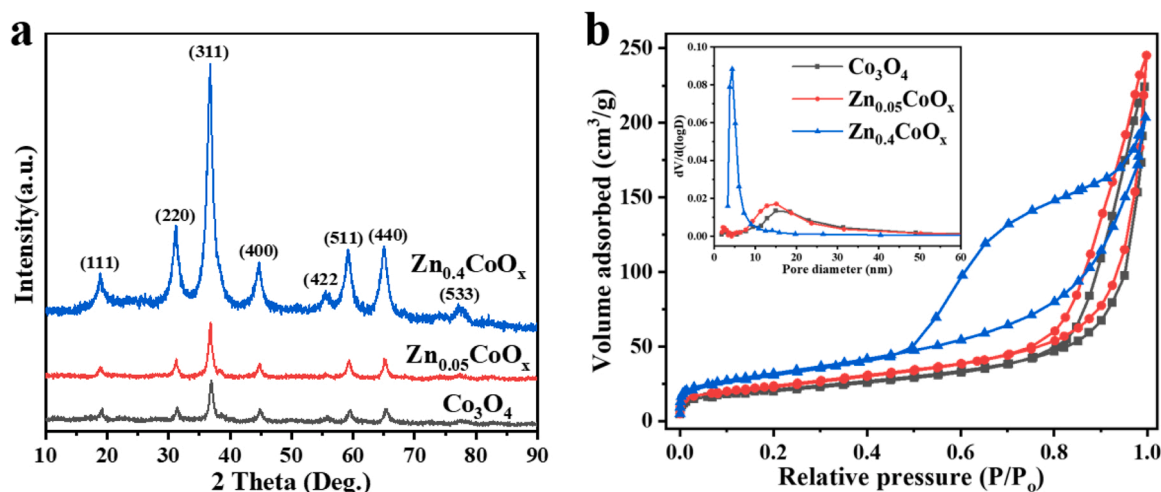 a
(311)
(220)
(440)
(511)
(111)
(400)
(422
(533)
Zn0.4CoOx
Zn0.05CoOx
Co3O4
Intensity(a.u.)
10 20 30 40 50 60 70 80 90
2 Theta (Deg.)
b
250
200
150
100
50
0
Volume adsorbed (cm3/g)
0.0 0.2 0.4 0.6 0.8 1.0
Relative pressure (P/Po)
0.10
0.08
0.06
0.04
0.02
0.00
dV/d(logD)
0 10 20 30 40 50 60
Pore diameter (nm)
Co3O4
Zn0.05CoOx
Zn0.4CoOx